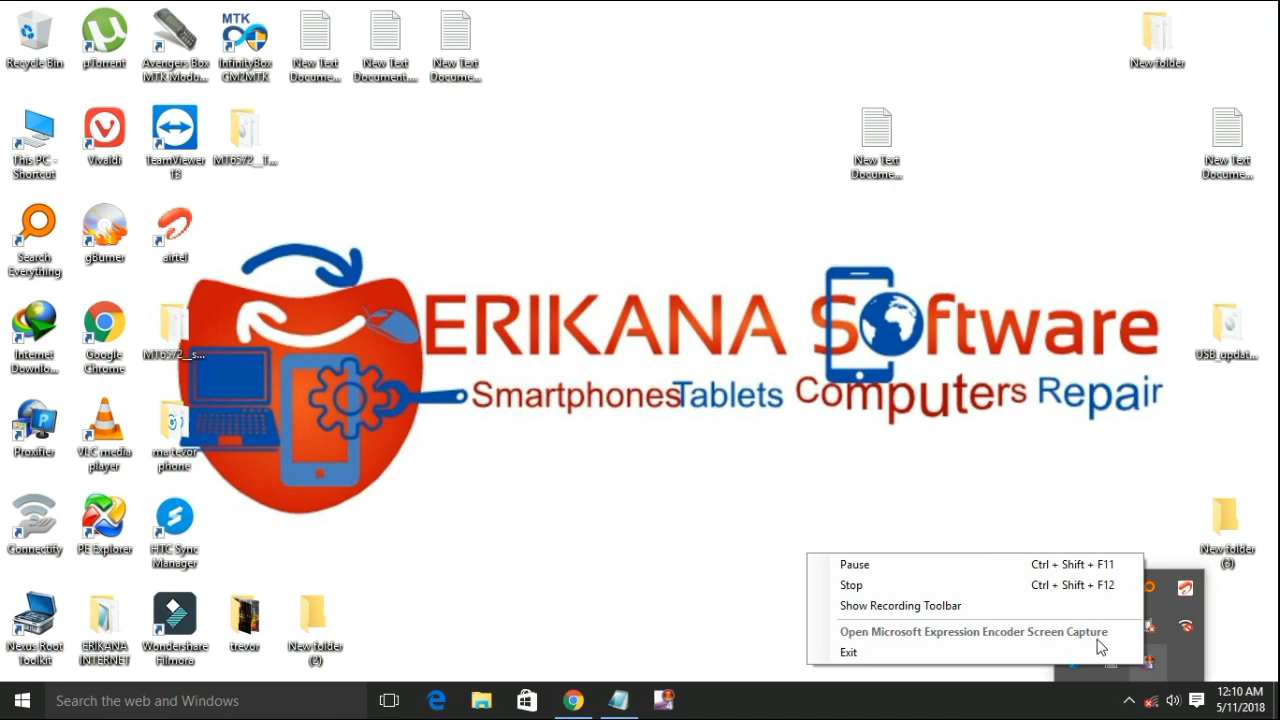 Recycle Bin
µTorrent
Avengers Box
MTK Modu...
MTK
InfinityBox
CM2MTK
New Text
Docume...
New Text
Document....
New Text
Docume...
New folder
This PC -
Shortcut
Vivaldi
TeamViewer
13
MT6572__T...
New Text
Docume...
New Text
Docume...
Search
Everything
gBurner
airtel
ERIKANA Software
Smartphones Tablets Computers Repair
Internet
Downlo...
Google
Chrome
MT6572__s...
USB_updat...
Proxifier
VLC media
player
ma tevor
phone
Connectify
PE Explorer
HTC Sync
Manager
New folder
(3)
Pause Ctrl + Shift + F11
Stop Ctrl + Shift + F12
Show Recording Toolbar
Open Microsoft Expression Encoder Screen Capture
Exit
Nexus Root
Toolkit
ERIKANA
INTERNET
Wondershare
Filmora
trevor
New folder
(2)
Search the web and Windows
12:10 AM
5/11/2018